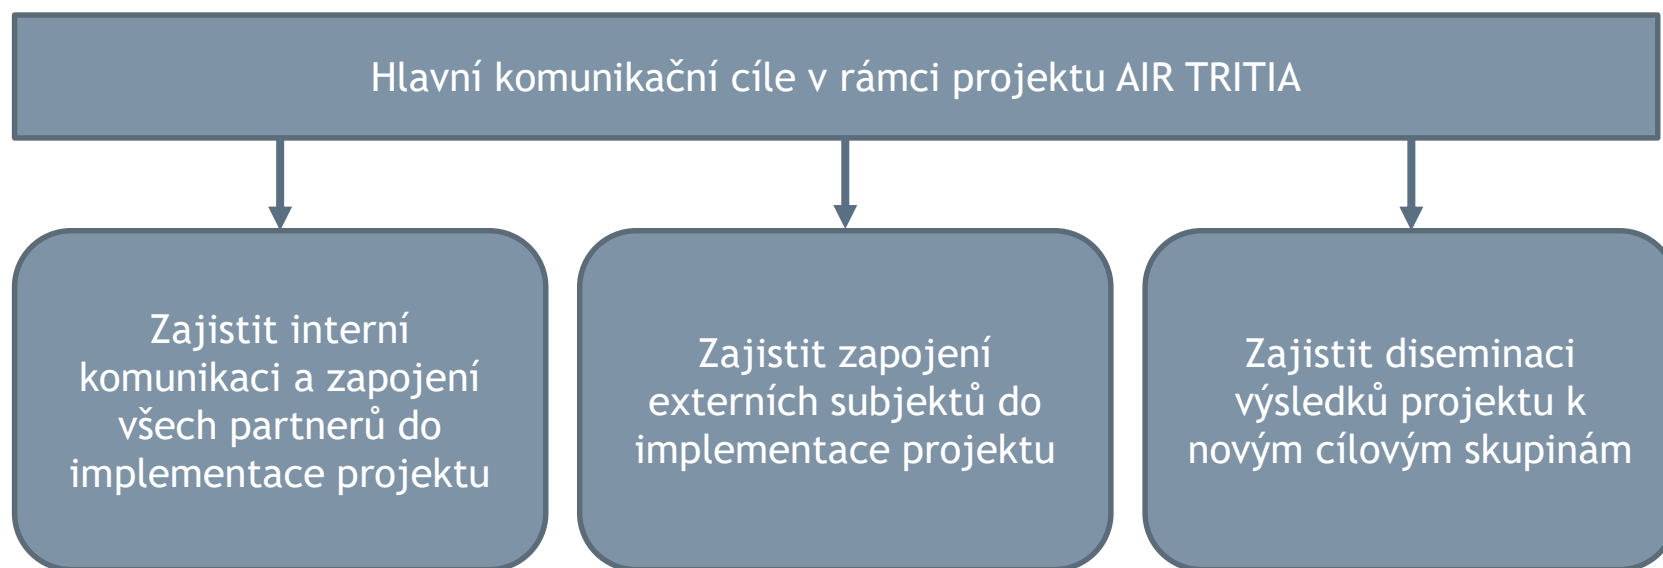 Hlavní komunikační cíle v rámci projektu AIR TRITIA
Zajistit interní
komunikaci a zapojení
všech partnerů do
implementace projektu
Zajistit zapojení
externích subjektů do
implementace projektu
Zajistit diseminaci
výsledků projektu k
novým cílovým skupinám